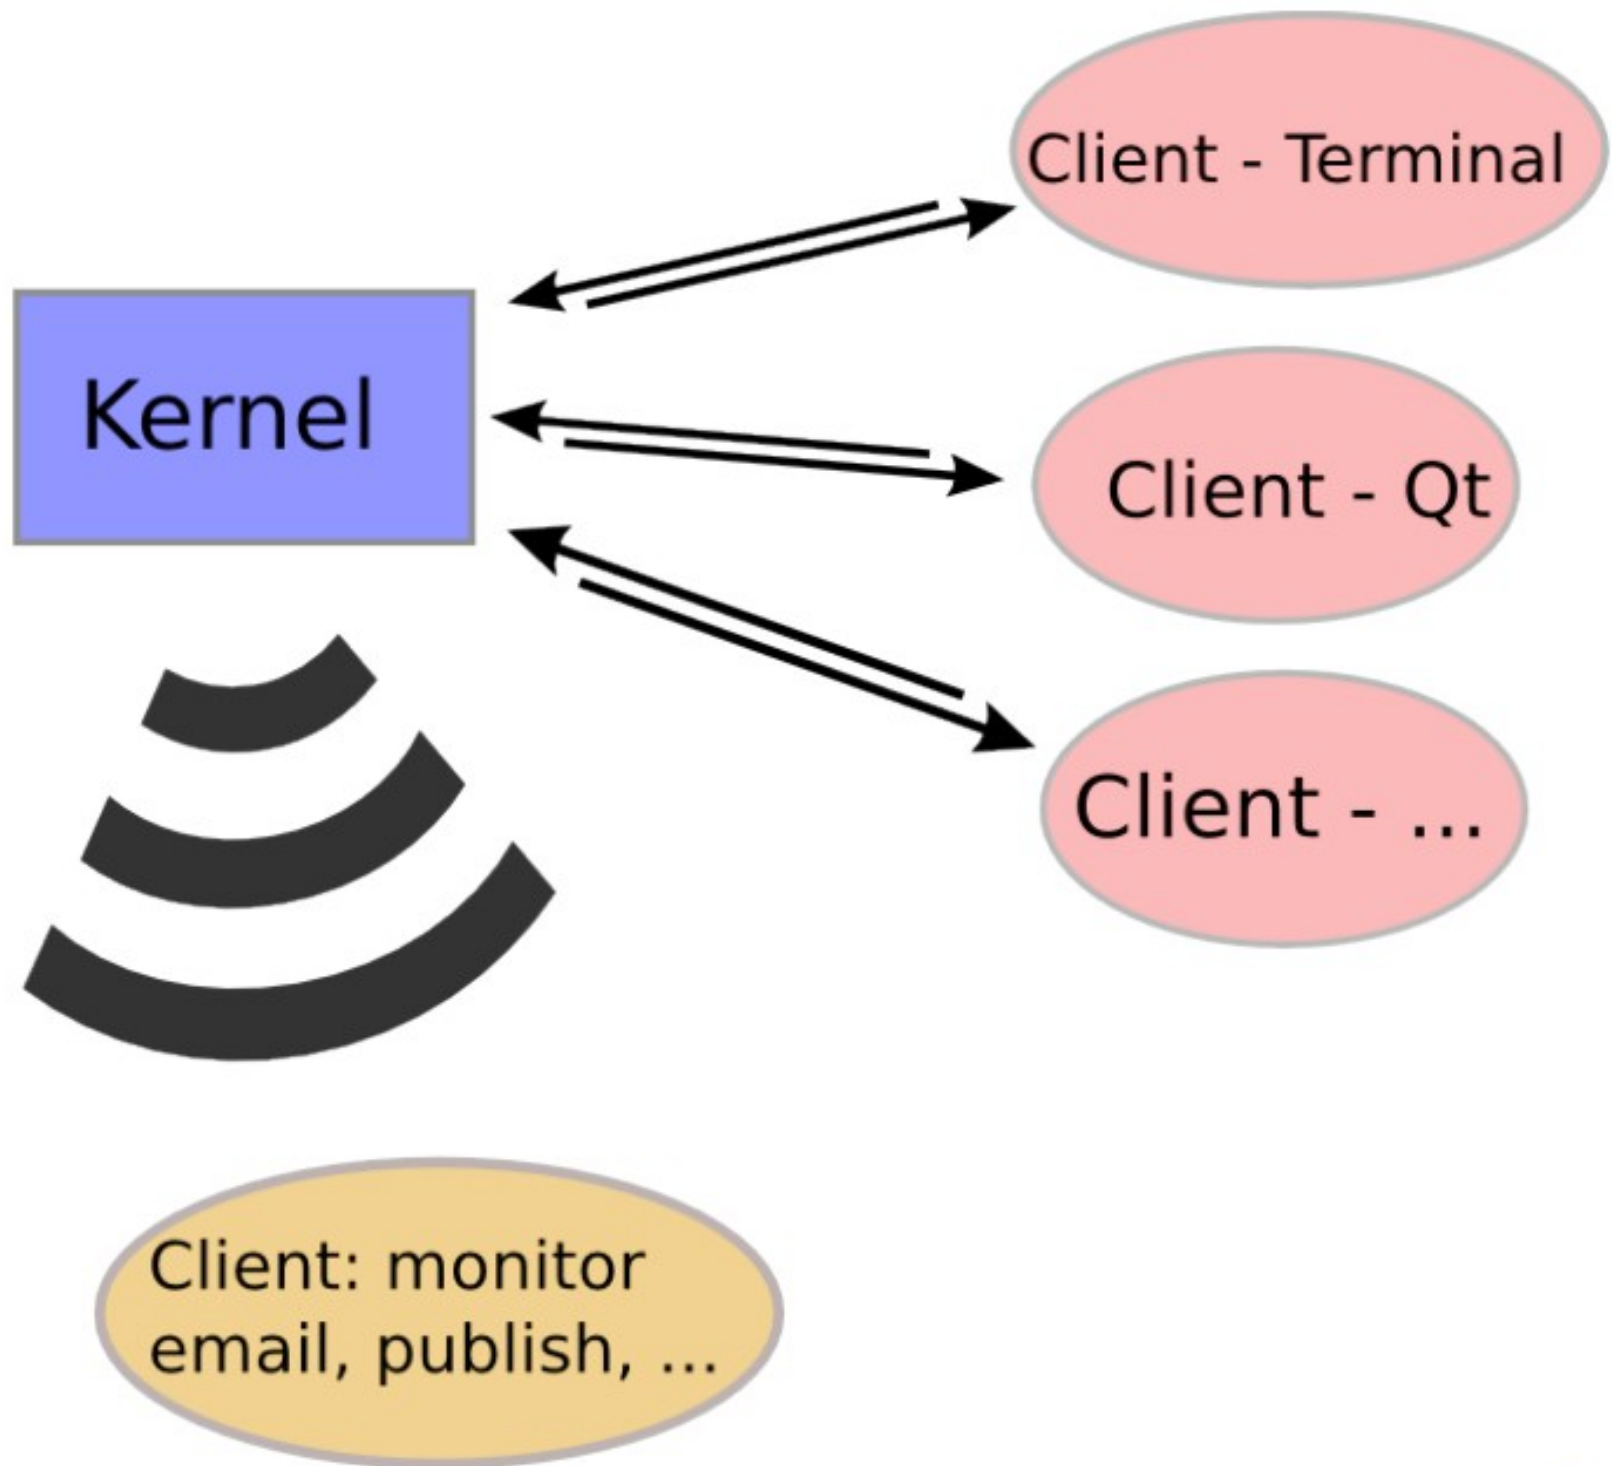 Client - Terminal
Kernel
Client - Qt
Client - ...
Client: monitor
email, publish, ...